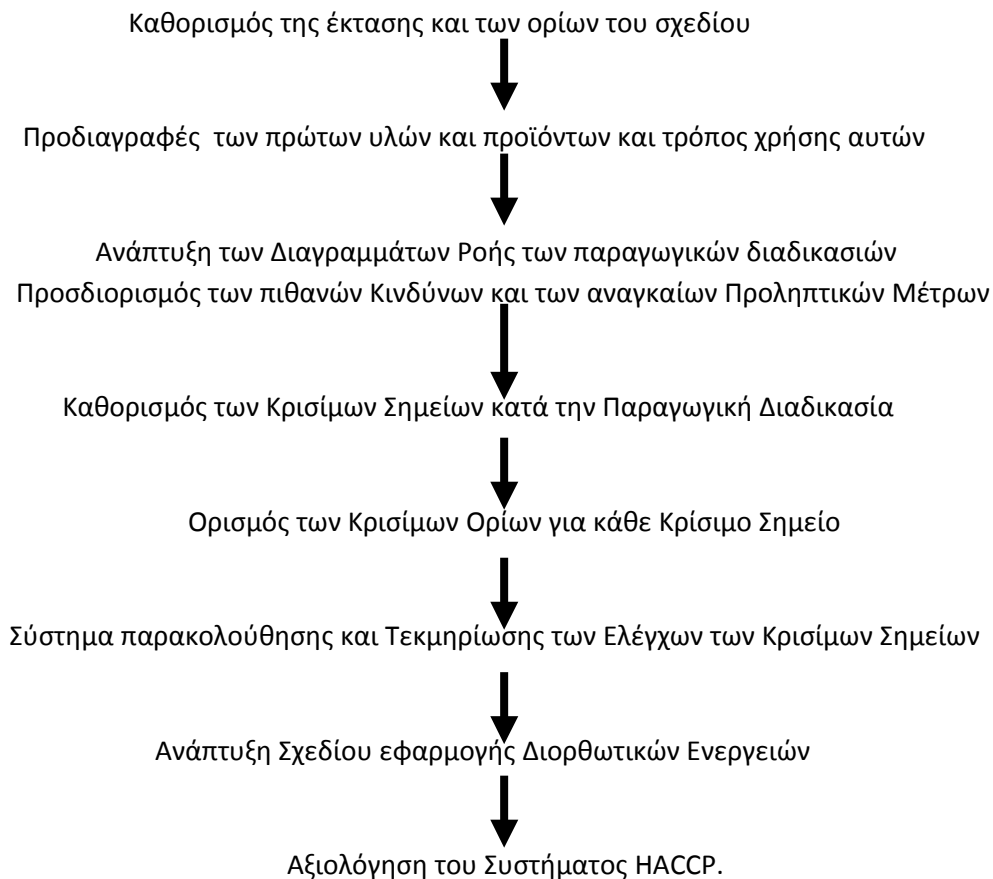 Καθορισμός της έκτασης και των ορίων του σχεδίου
Προδιαγραφές των πρώτων υλών και προϊόντων και τρόπος χρήσης αυτών
Ανάπτυξη των Διαγραμμάτων Ροής των παραγωγικών διαδικασιών
Προσδιορισμός των πιθανών Κινδύνων και των αναγκαίων Προληπτικών Μέτρων
Καθορισμός των Κρισίμων Σημείων κατά την Παραγωγική Διαδικασία
Ορισμός των Κρισίμων Ορίων για κάθε Κρίσιμο Σημείο
Σύστημα παρακολούθησης και Τεκμηρίωσης των Ελέγχων των Κρισίμων Σημείων
Ανάπτυξη Σχεδίου εφαρμογής Διορθωτικών Ενεργειών
Αξιολόγηση του Συστήματος HACCP.